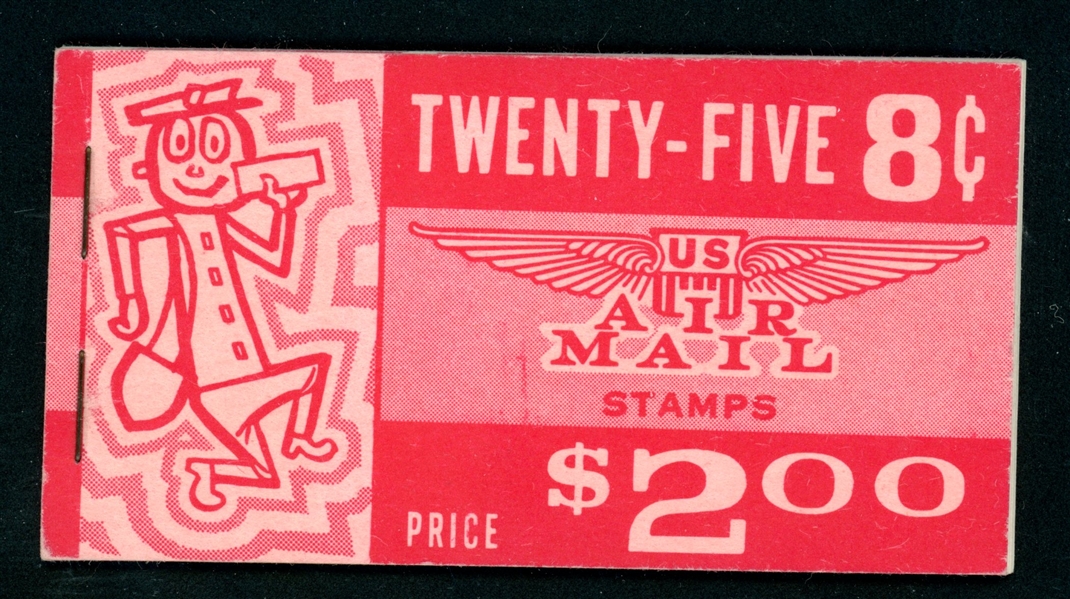 TWENTY-FIVE 8¢
US
AIR
MAIL
STAMPS
PRICE $2.00